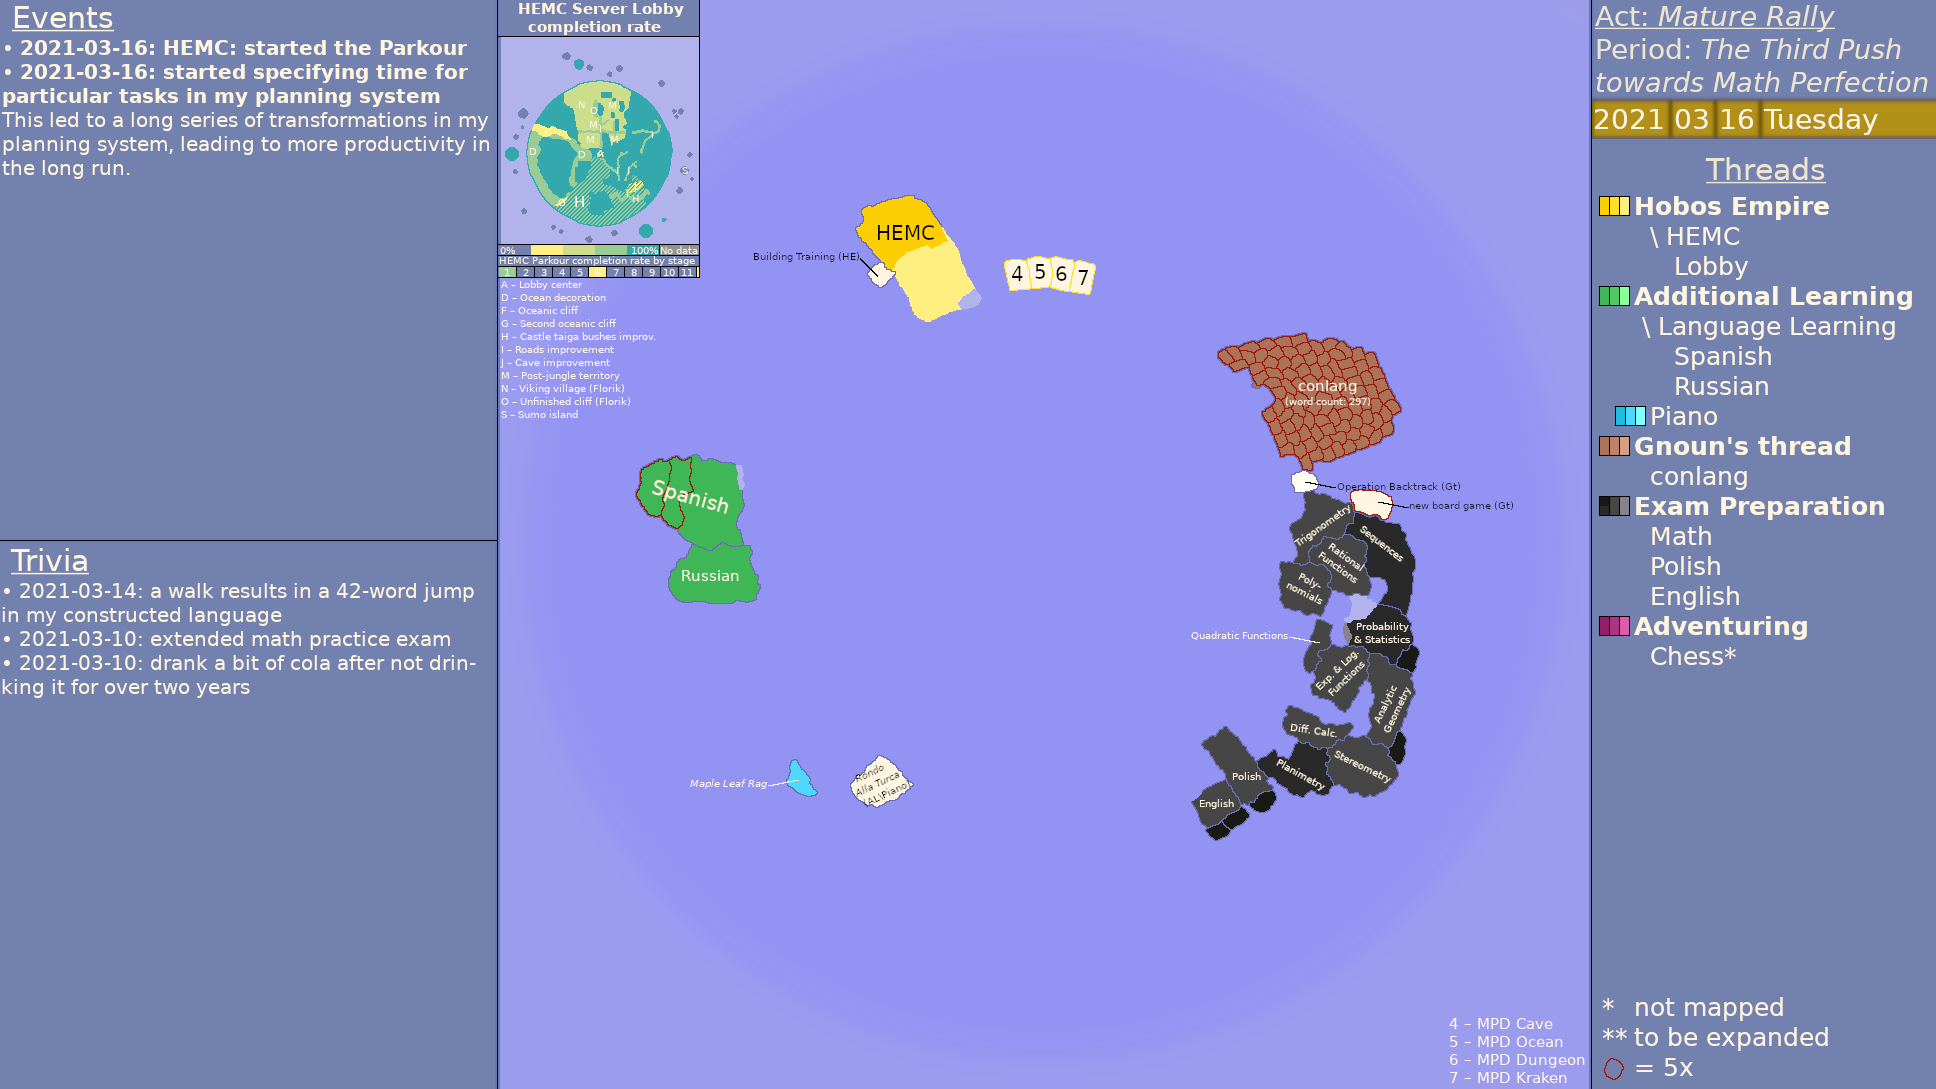 Events
• 2021-03-16: HEMC: started the Parkour
• 2021-03-16: started specifying time for
particular tasks in my planning system
This led to a long series of transformations in my
planning system, leading to more productivity in
the long run.
Trivia
• 2021-03-14: a walk results in a 42-word jump
in my constructed language
• 2021-03-10: extended math practice exam
• 2021-03-10: drank a bit of cola after not drin-
king it for over two years
HEMC Server Lobby
completion rate
N
O
M
M
I
M
M
D
D
A
I
J
J
S
F
H
G
H
0%
100%
No data
HEMC Parkour completion rate by stage
1 2 3 4 5 7 8 9 10 11
A – Lobby center
D – Ocean decoration
F – Oceanic cliff
G – Second oceanic cliff
H – Castle taiga bushes improv.
I – Roads improvement
J – Cave improvement
M – Post-jungle territory
N – Viking village (Florik)
O – Unfinished cliff (Florik)
S – Sumo island
HEMC
Building Training (HE)
4 5 6 7
conlang
(word count: 297)
Operation Backtrack (Gt)
new board game (Gt)
Spanish
Russian
Trigonometry
Sequences
Rational
Functions
Poly-
nomials
Quadratic Functions
Probability
& Statistics
Exp. & Log.
Functions
Analytic
Geometry
Diff. Calc.
Stereometry
Planimetry
Polish
English
Maple Leaf Rag
Rondo
Alla Turca
(AL\Piano)
4 – MPD Cave
5 – MPD Ocean
6 – MPD Dungeon
7 – MPD Kraken
Act: Mature Rally
Period: The Third Push
towards Math Perfection
2021 03 16 Tuesday
Threads
Hobos Empire
\ HEMC
Lobby
Additional Learning
\ Language Learning
Spanish
Russian
Piano
Gnoun's thread
conlang
Exam Preparation
Math
Polish
English
Adventuring
Chess*
* not mapped
** to be expanded
= 5x